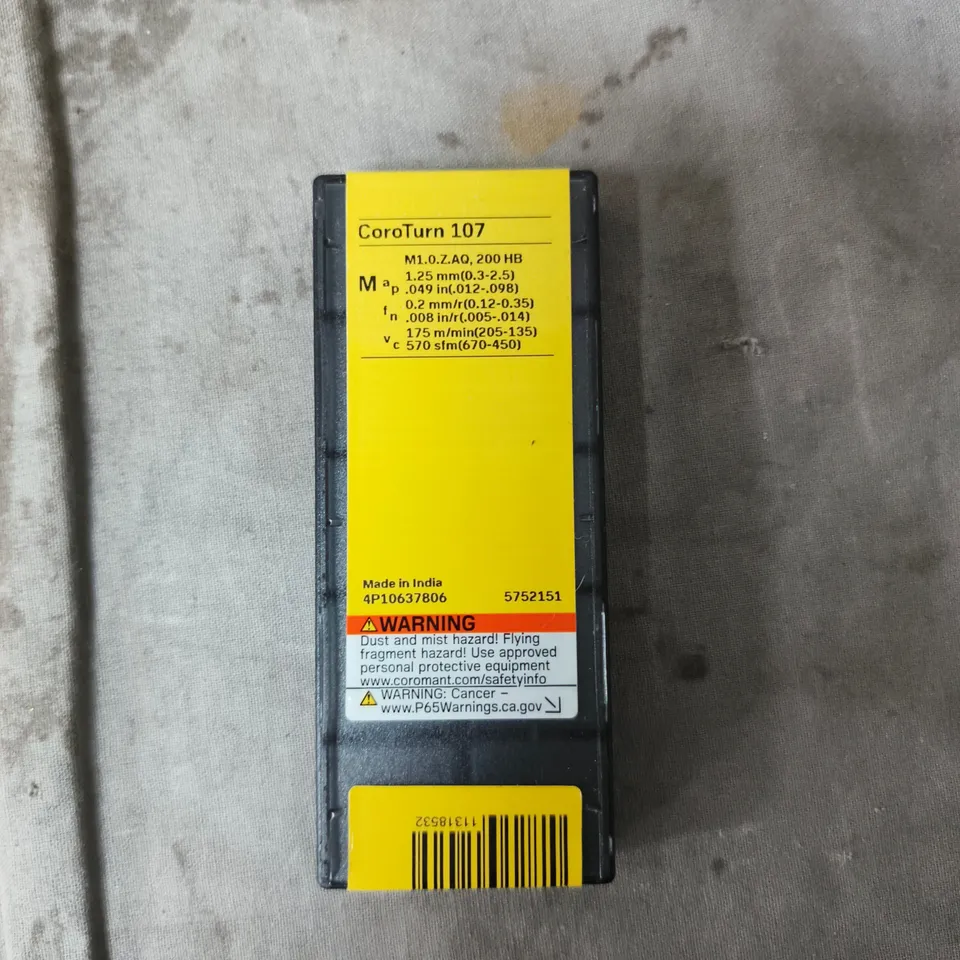 CoroTurn 107
M1.0.Z.AQ, 200 HB
M ap 1.25 mm(0.3-2.5)
.049 in(.012-.098)
fn 0.2 mm/r(0.12-0.35)
.008 in/r(.005-.014)
vc 175 m/min(205-135)
570 sfm(670-450)
Made in India
4P10637806 5752151
WARNING
Dust and mist hazard! Flying
fragment hazard! Use approved
personal protective equipment
www.coromant.com/safetyinfo
WARNING: Cancer –
www.P65Warnings.ca.gov
11318532